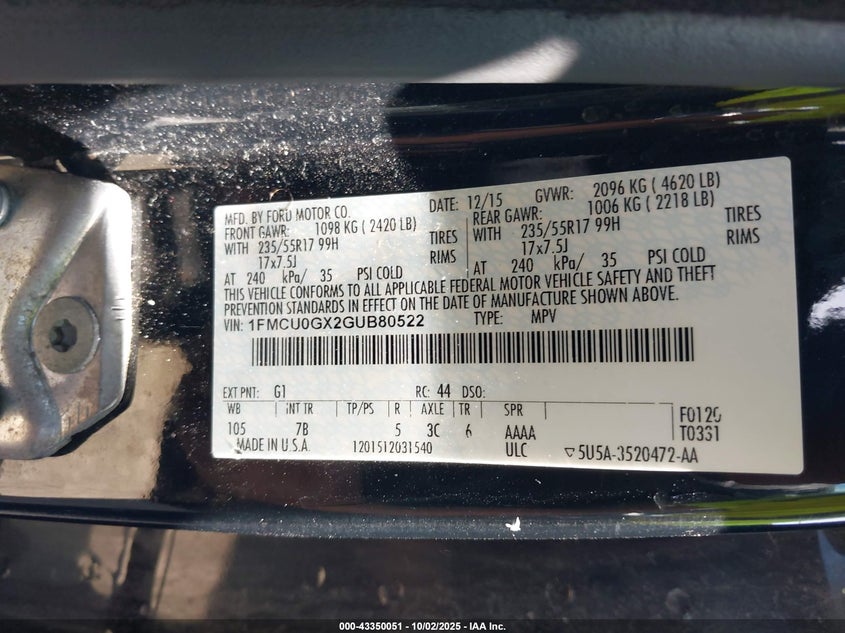 MFD. BY FORD MOTOR CO.
DATE: 12/15 GVWR: 2096 KG ( 4620 LB)
FRONT GAWR: 1098 KG ( 2420 LB)
REAR GAWR: 1006 KG ( 2218 LB)
WITH 235/55R17 99H TIRES
WITH 235/55R17 99H TIRES
17x7.5J RIMS
17x7.5J RIMS
AT 240 kPa/ 35 PSI COLD
AT 240 kPa/ 35 PSI COLD
THIS VEHICLE CONFORMS TO ALL APPLICABLE FEDERAL MOTOR VEHICLE SAFETY AND THEFT
PREVENTION STANDARDS IN EFFECT ON THE DATE OF MANUFACTURE SHOWN ABOVE.
VIN: 1FMCU0GX2GUB80522 TYPE: MPV
EXT PNT: G1 RC: 44 DSO:
WB INT TR TP/PS R AXLE TR SPR
105 7B 5 3C 6 AAAA
F0120
T0331
MADE IN U.S.A. 1201512031540 ULC ▽5U5A-3520472-AA
000-43350051 - 10/02/2025 - IAA Inc.